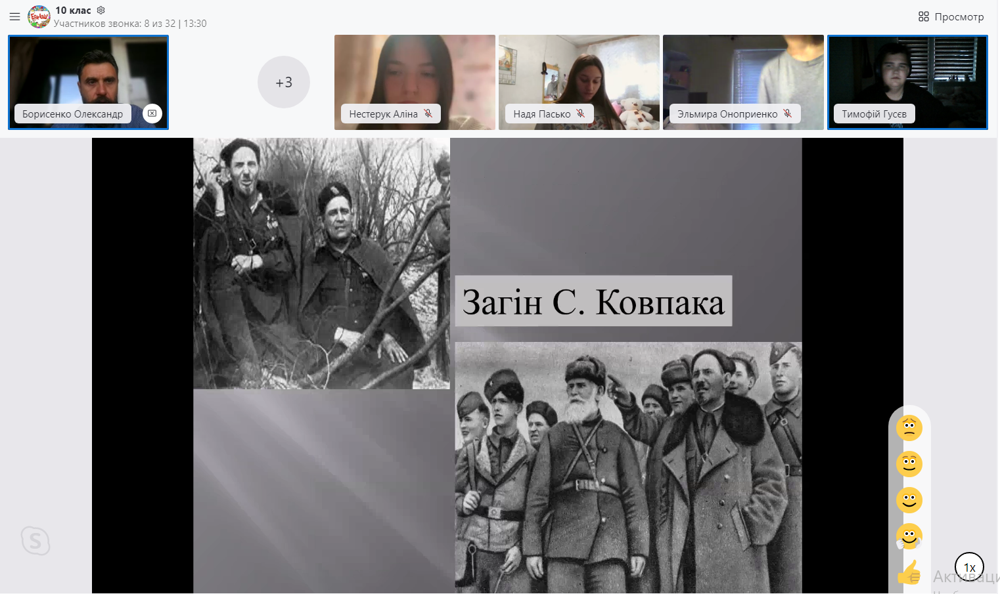 10 клас
Участников звонка: 8 из 32 | 13:30
Просмотр
+3
Борисенко Олександр
Нестерук Аліна
Надя Пасько
Эльмира Оноприенко
Тимофій Гусєв
Загін С. Ковпака
S
1x